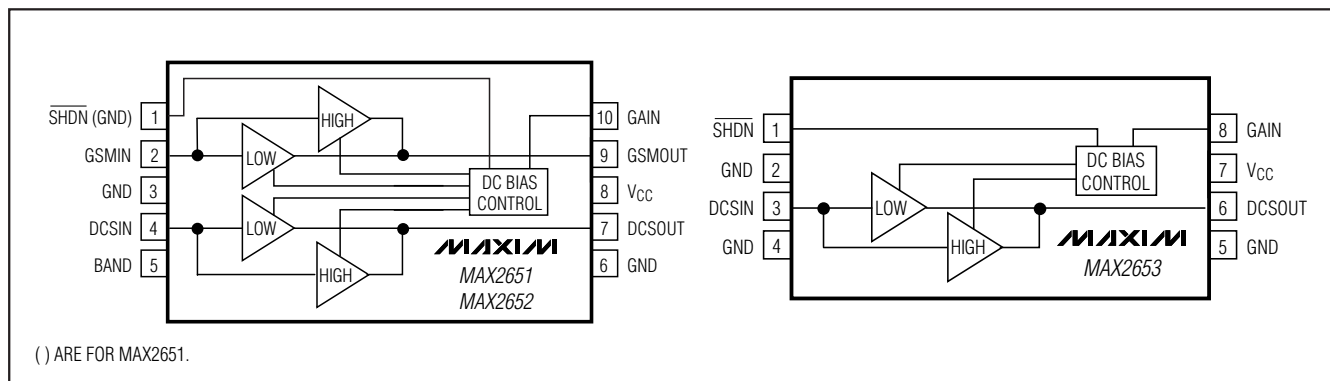 SHDN (GND) 1
GSMIN 2
GND 3
DCSIN 4
BAND 5
HIGH
LOW
LOW
HIGH
DC BIAS
CONTROL
MAXIM
MAX2651
MAX2652
10 GAIN
9 GSMOUT
8 VCC
7 DCSOUT
6 GND
SHDN 1
GND 2
DCSIN 3
GND 4
LOW
HIGH
DC BIAS
CONTROL
MAXIM
MAX2653
8 GAIN
7 VCC
6 DCSOUT
5 GND
( ) ARE FOR MAX2651.